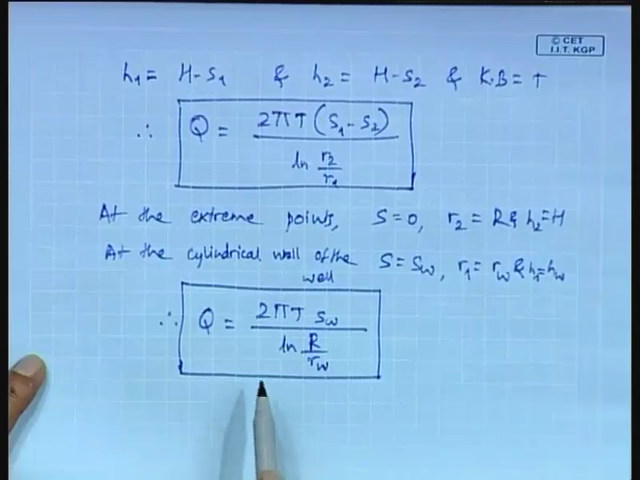 © CET
I.I.T. KGP
h₁ = H-S₁ & h₂ = H-S₂ & K.B = T
∴ Q = 2πT (S₁-S₂) / ln r₂/r₁
At the extreme points, S=0, r₂ = R & h₂=H
At the cylindrical wall of the well S = Sw, r₁ = rw & h₁=hw
∴ Q = 2πT Sw / ln R/rw